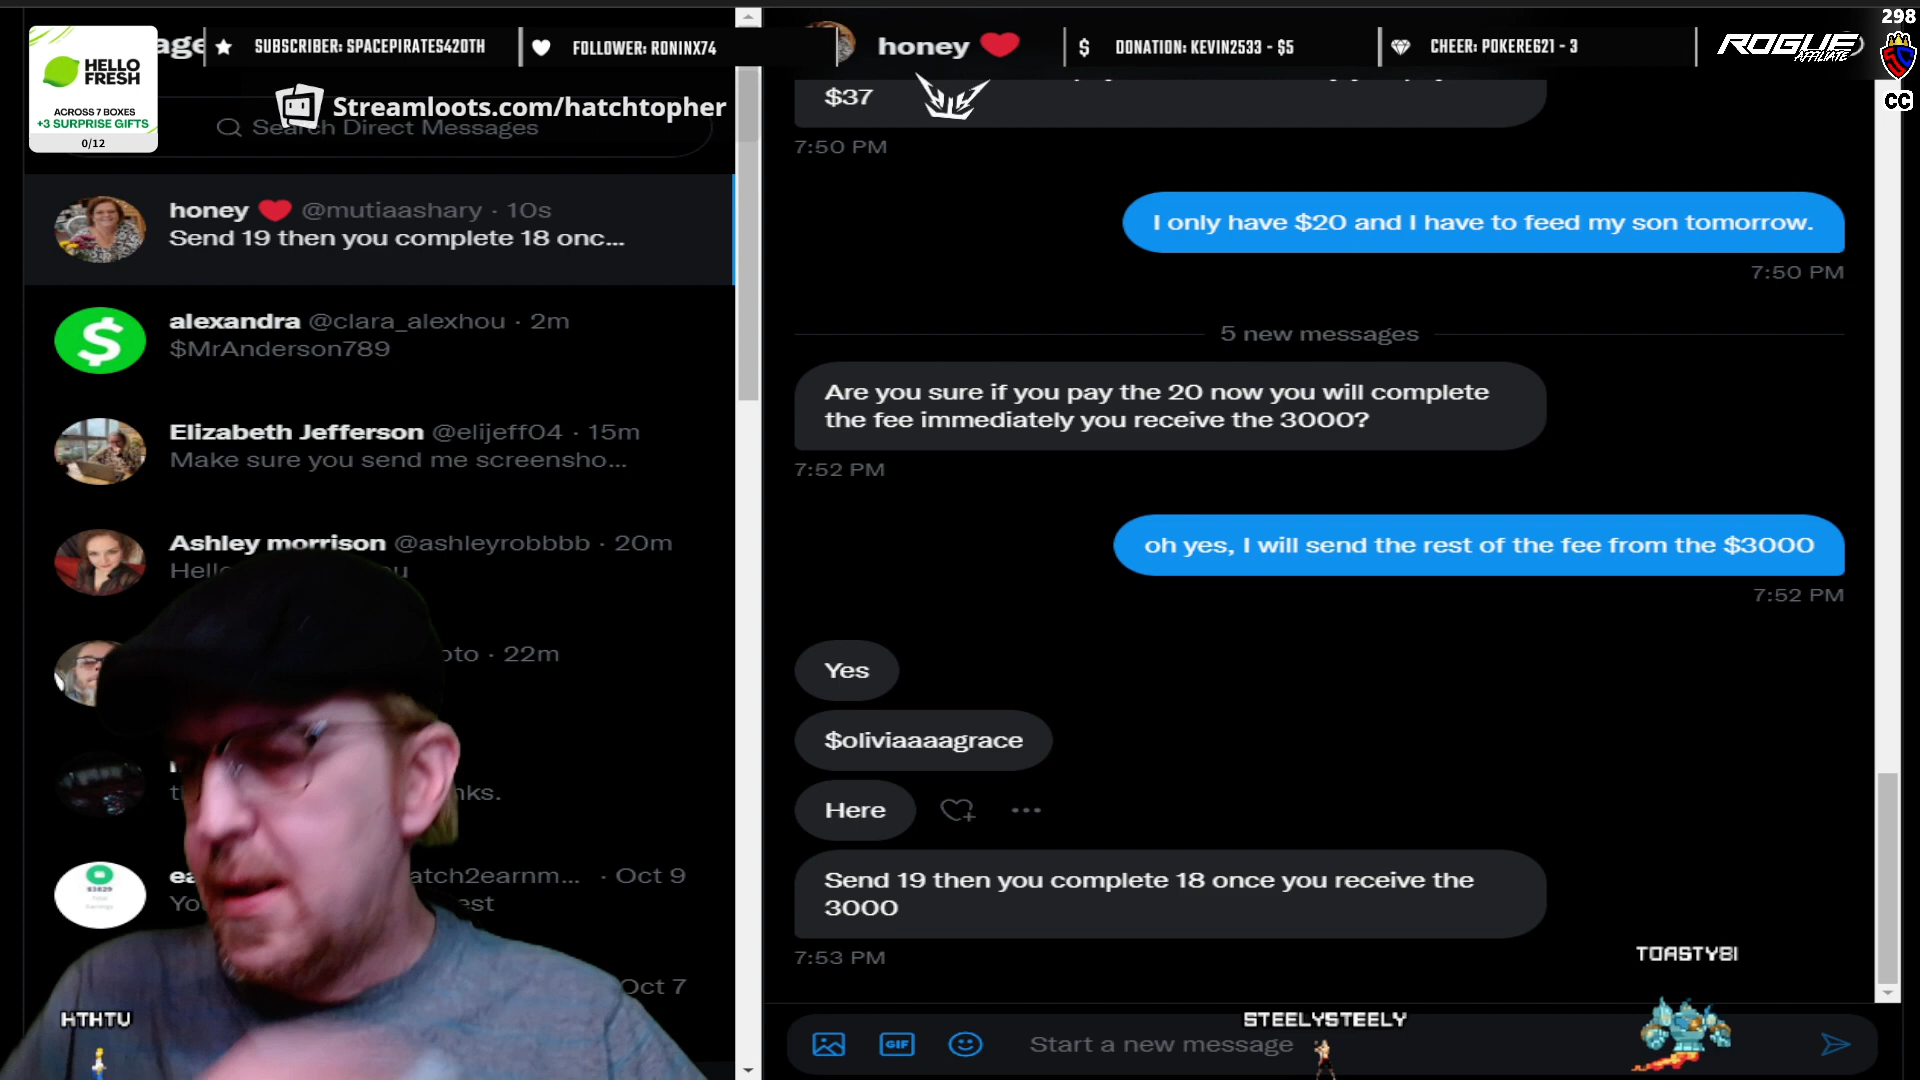 298
HELLO
FRESH
ACROSS 7 BOXES
+3 SURPRISE GIFTS
0/12
SUBSCRIBER: SPACEPIRATES420TH
FOLLOWER: RONINX74
honey ❤️
$ DONATION: KEVIN2533 - $5
CHEER: POKERE621 - 3
ROGUE
AFFILIATE
CC
Streamloots.com/hatchtopher
Search Direct Messages
honey ❤️ @mutiaashary · 10s
Send 19 then you complete 18 onc...
alexandra @clara_alexhou · 2m
$MrAnderson789
Elizabeth Jefferson @elijeff04 · 15m
Make sure you send me screensho...
Ashley morrison @ashleyrobbbb · 20m
oto · 22m
nks.
atch2earnm... · Oct 9
Oct 7
HTHTV
$37
7:50 PM
I only have $20 and I have to feed my son tomorrow.
7:50 PM
5 new messages
Are you sure if you pay the 20 now you will complete
the fee immediately you receive the 3000?
7:52 PM
oh yes, I will send the rest of the fee from the $3000
7:52 PM
Yes
$oliviaaaagrace
Here
Send 19 then you complete 18 once you receive the
3000
7:53 PM
TOASTY81
STEELYSTEELY
GIF
Start a new message